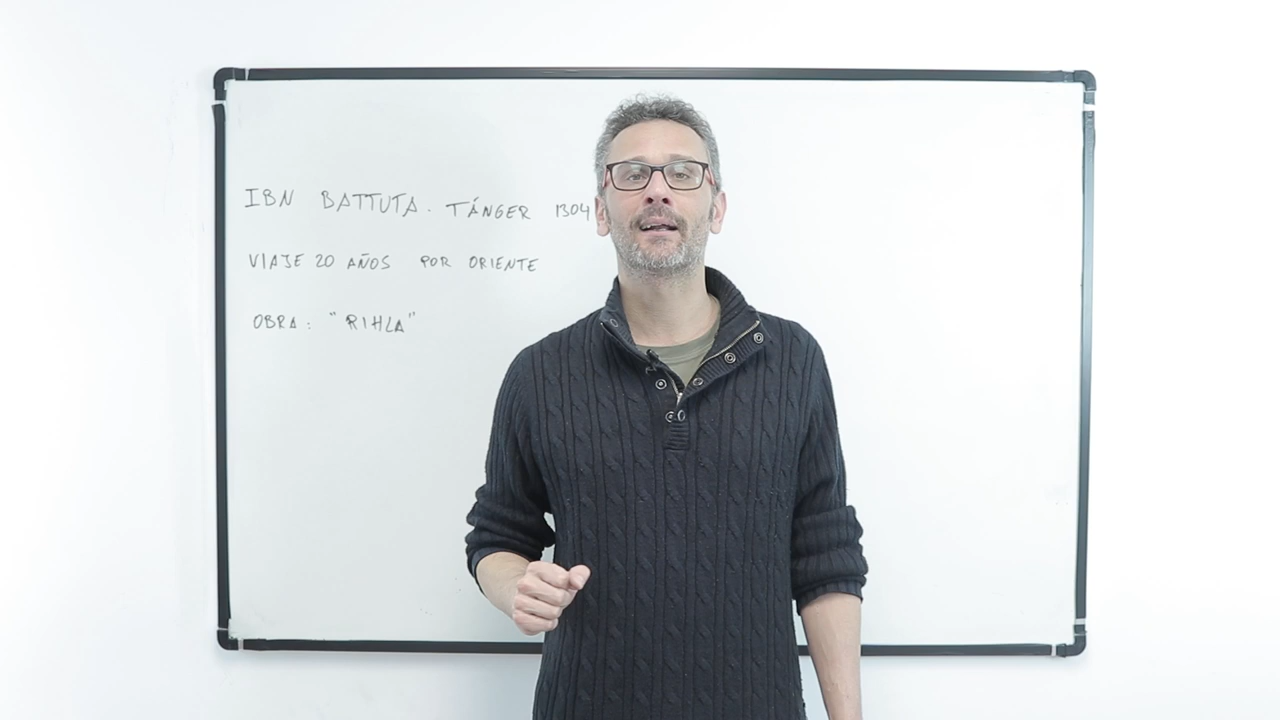 IBN BATTUTA. TÁNGER 1304
VIAJE 20 AÑOS POR ORIENTE
OBRA: "RIHLA"